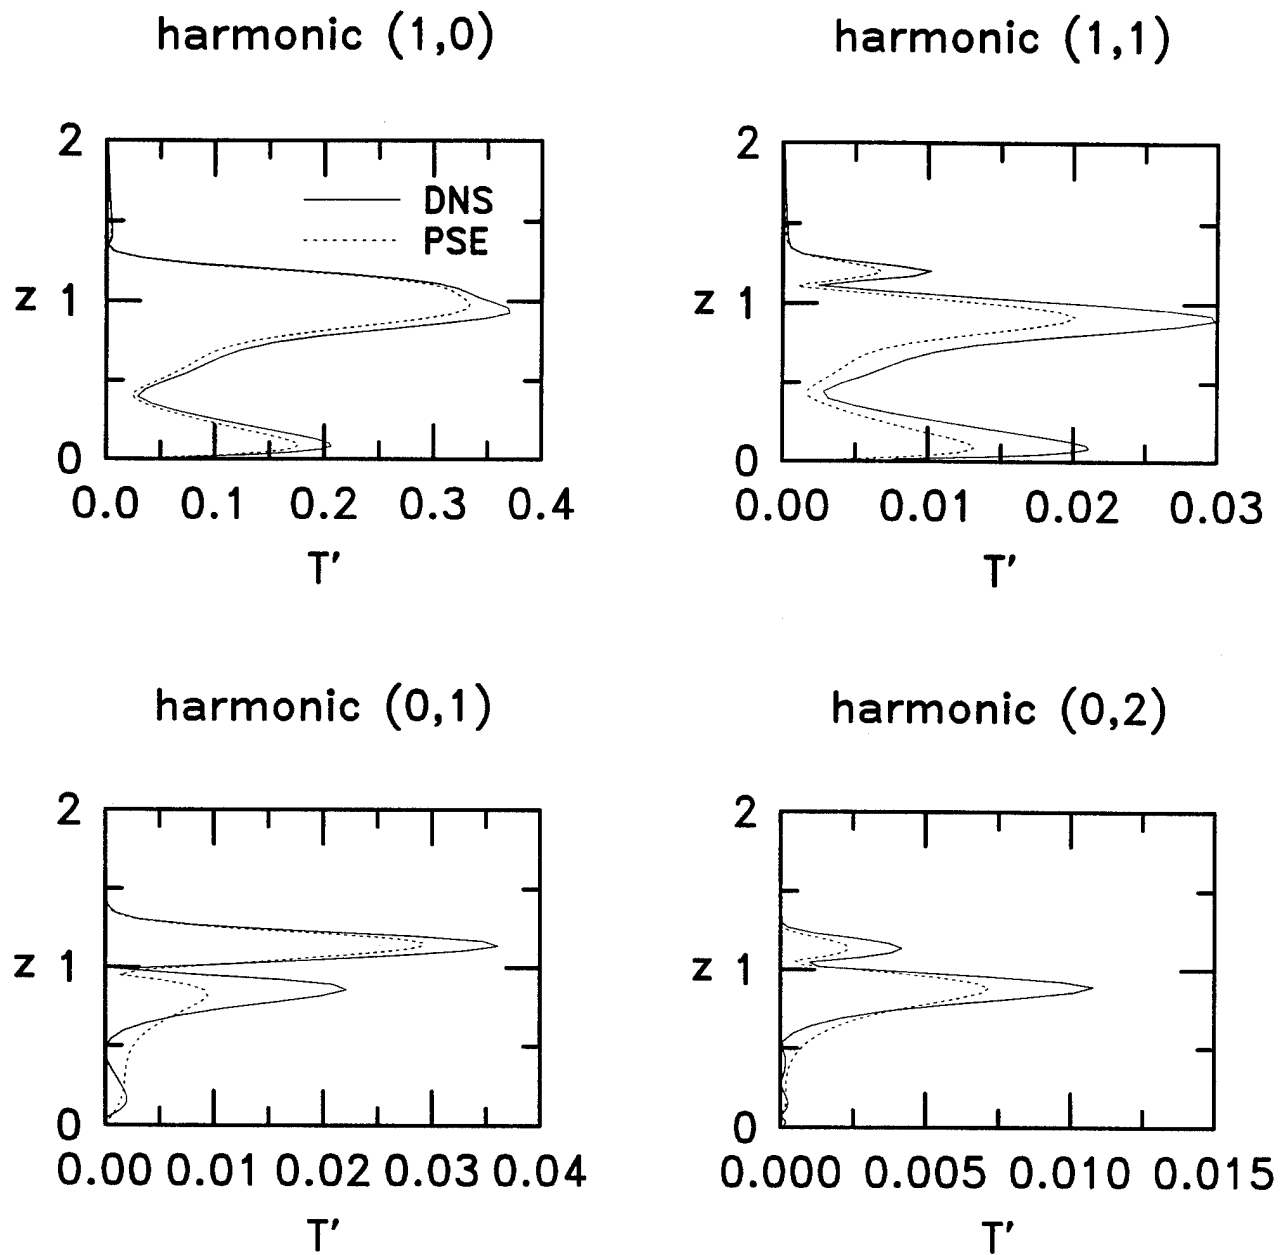 harmonic (1,0)
2
DNS
PSE
z 1
0
0.0 0.1 0.2 0.3 0.4
T′
harmonic (1,1)
2
z 1
0
0.00 0.01 0.02 0.03
T′
harmonic (0,1)
2
z 1
0
0.00 0.01 0.02 0.03 0.04
T′
harmonic (0,2)
2
z 1
0
0.000 0.005 0.010 0.015
T′